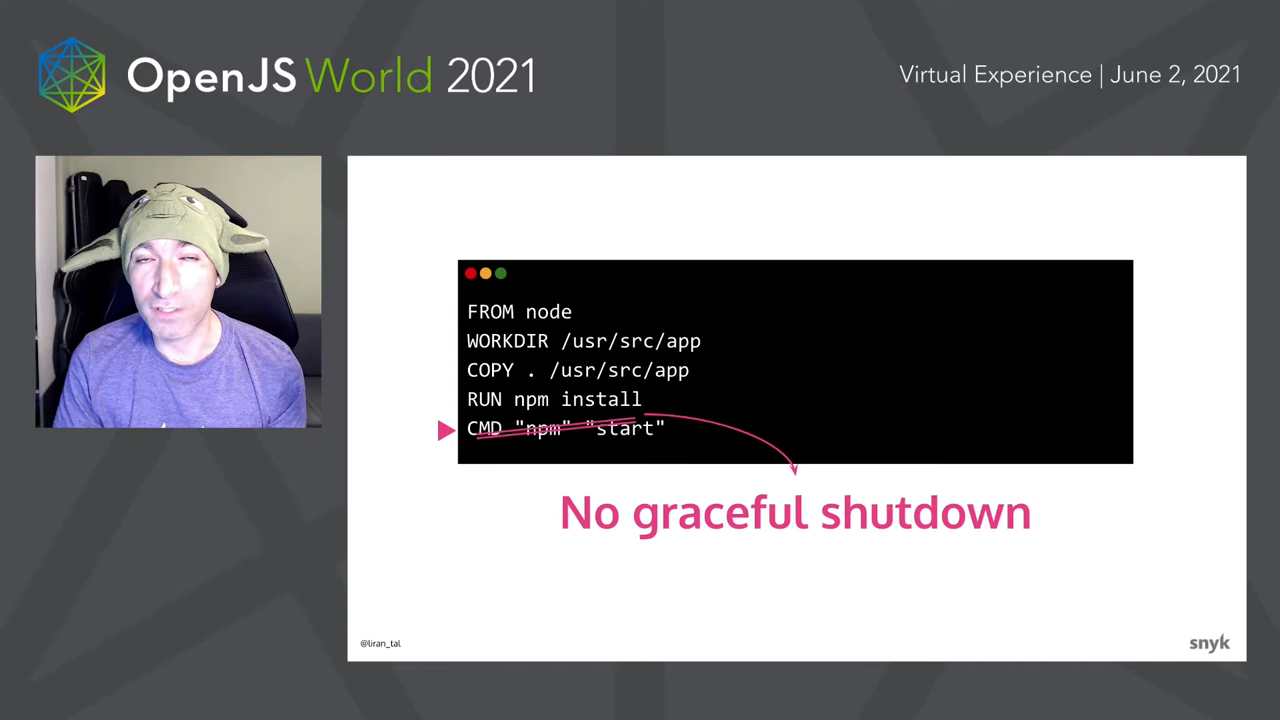 OpenJS World 2021
Virtual Experience | June 2, 2021
FROM node
WORKDIR /usr/src/app
COPY . /usr/src/app
RUN npm install
CMD "npm" "start"
No graceful shutdown
@liran_tal
snyk